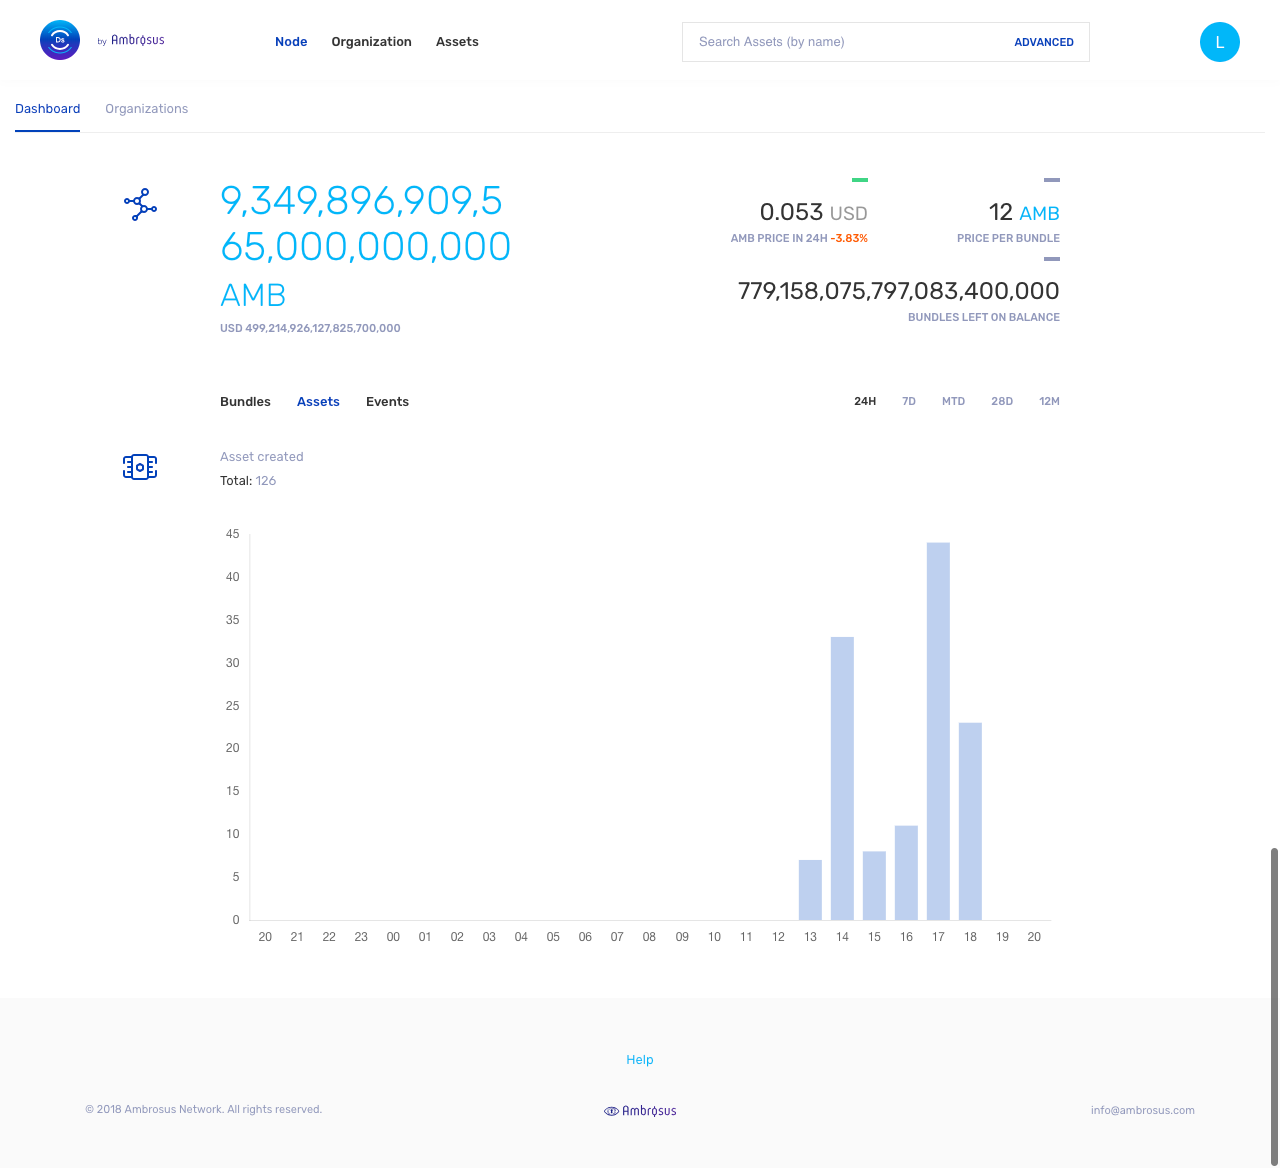 Ds by Ambrosus Node Organization Assets Search Assets (by name) ADVANCED L
Dashboard Organizations
9,349,896,909,5
65,000,000,000
AMB
USD 499,214,926,127,825,700,000
0.053 USD
AMB PRICE IN 24H -3.83%
12 AMB
PRICE PER BUNDLE
779,158,075,797,083,400,000
BUNDLES LEFT ON BALANCE
Bundles Assets Events 24H 7D MTD 28D 12M
Asset created
Total: 126
45
40
35
30
25
20
15
10
5
0
20 21 22 23 00 01 02 03 04 05 06 07 08 09 10 11 12 13 14 15 16 17 18 19 20
Help
© 2018 Ambrosus Network. All rights reserved. Ambrosus info@ambrosus.com